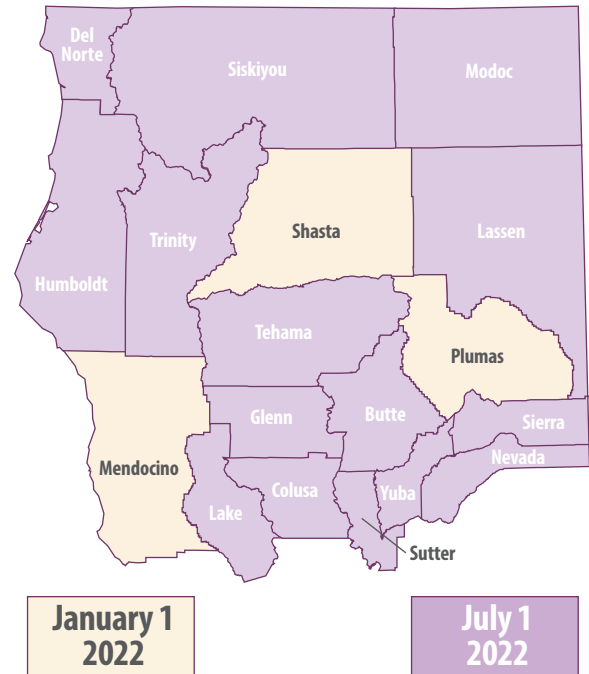 Del
Norte
Siskiyou
Modoc
Shasta
Lassen
Trinity
Humboldt
Tehama
Plumas
Glenn
Butte
Sierra
Nevada
Mendocino
Colusa
Yuba
Lake
Sutter
January 1
2022
July 1
2022